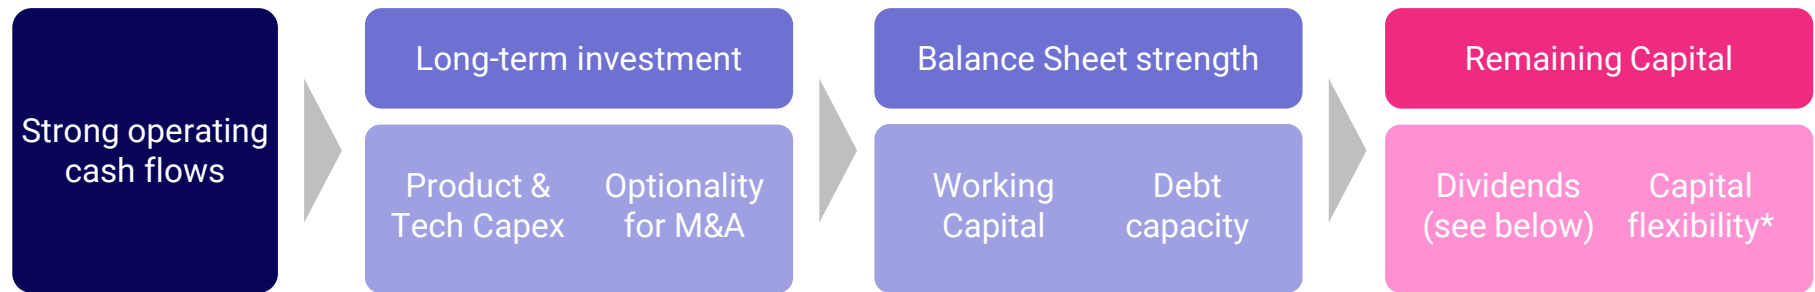 Strong operating
cash flows
Long-term investment
Product &
Tech Capex
Optionality
for M&A
Balance Sheet strength
Working
Capital
Debt
capacity
Remaining Capital
Dividends
(see below)
Capital
flexibility*